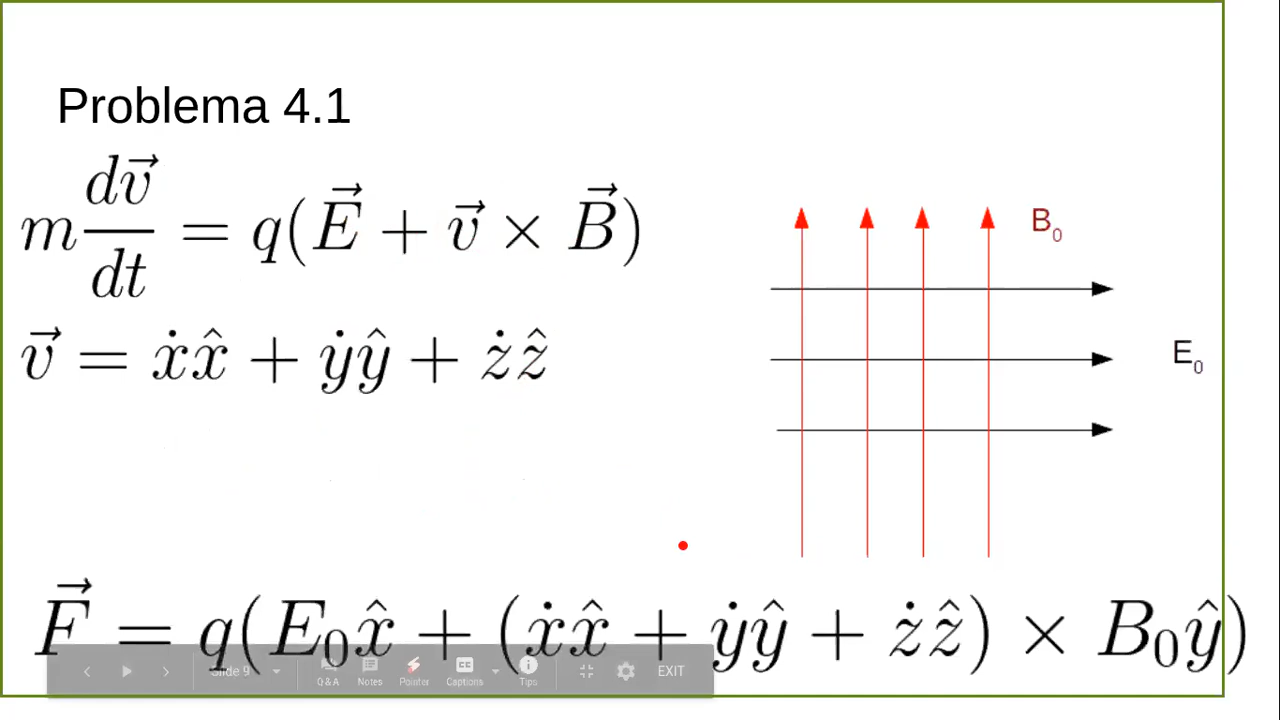 Problema 4.1
m dv⃗/dt = q(E⃗ + v⃗ × B⃗)
B₀
v⃗ = ẋx̂ + ẏŷ + żẑ
E₀
F⃗ = q(E₀x̂ + (ẋx̂ + ẏŷ + żẑ) × B₀ŷ)
Slide 9 Q&A Notes Pointer CC Captions Tips EXIT